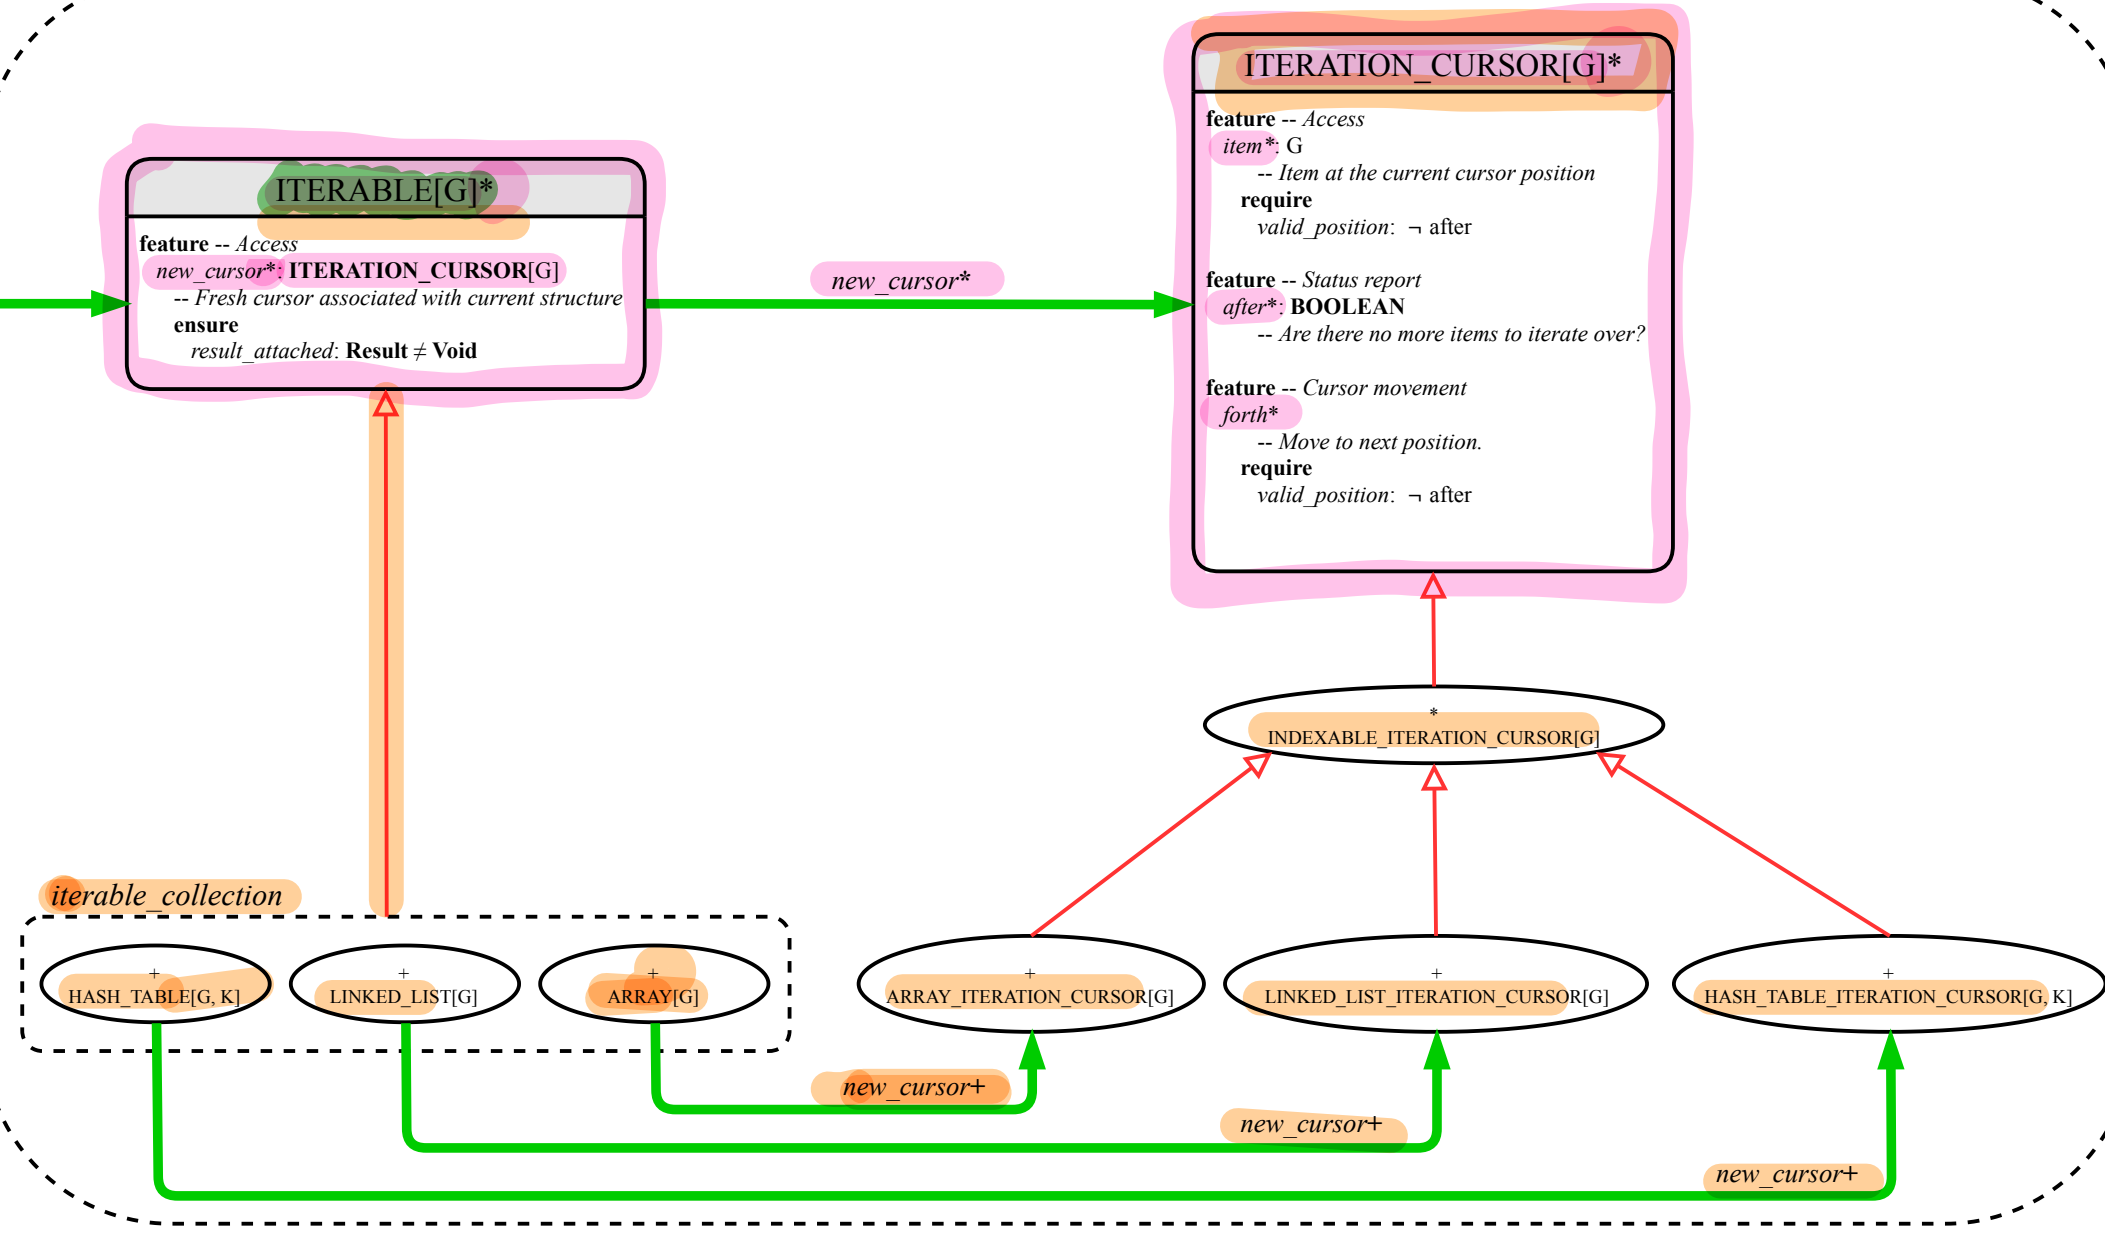 ITERABLE[G]*
feature -- Access
new_cursor*: ITERATION_CURSOR[G]
-- Fresh cursor associated with current structure
ensure
result_attached: Result ≠ Void
new_cursor*
ITERATION_CURSOR[G]*
feature -- Access
item*: G
-- Item at the current cursor position
require
valid_position: ¬ after
feature -- Status report
after*: BOOLEAN
-- Are there no more items to iterate over?
feature -- Cursor movement
forth*
-- Move to next position.
require
valid_position: ¬ after
*
INDEXABLE_ITERATION_CURSOR[G]
iterable_collection
+
HASH_TABLE[G, K]
+
LINKED_LIST[G]
+
ARRAY[G]
+
ARRAY_ITERATION_CURSOR[G]
+
LINKED_LIST_ITERATION_CURSOR[G]
+
HASH_TABLE_ITERATION_CURSOR[G, K]
new_cursor+
new_cursor+
new_cursor+